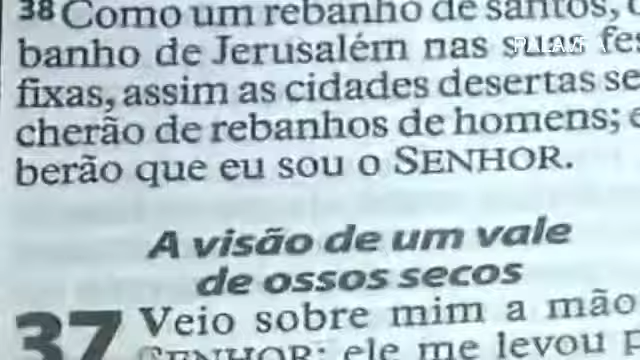 38 Como um rebanho de santos, o
banho de Jerusalém nas suas fes
fixas, assim as cidades desertas se
cherão de rebanhos de homens; e
berão que eu sou o SENHOR.
A visão de um vale
de ossos secos
37 Veio sobre mim a mão
SENHOR; ele me levou p
PALAVRA